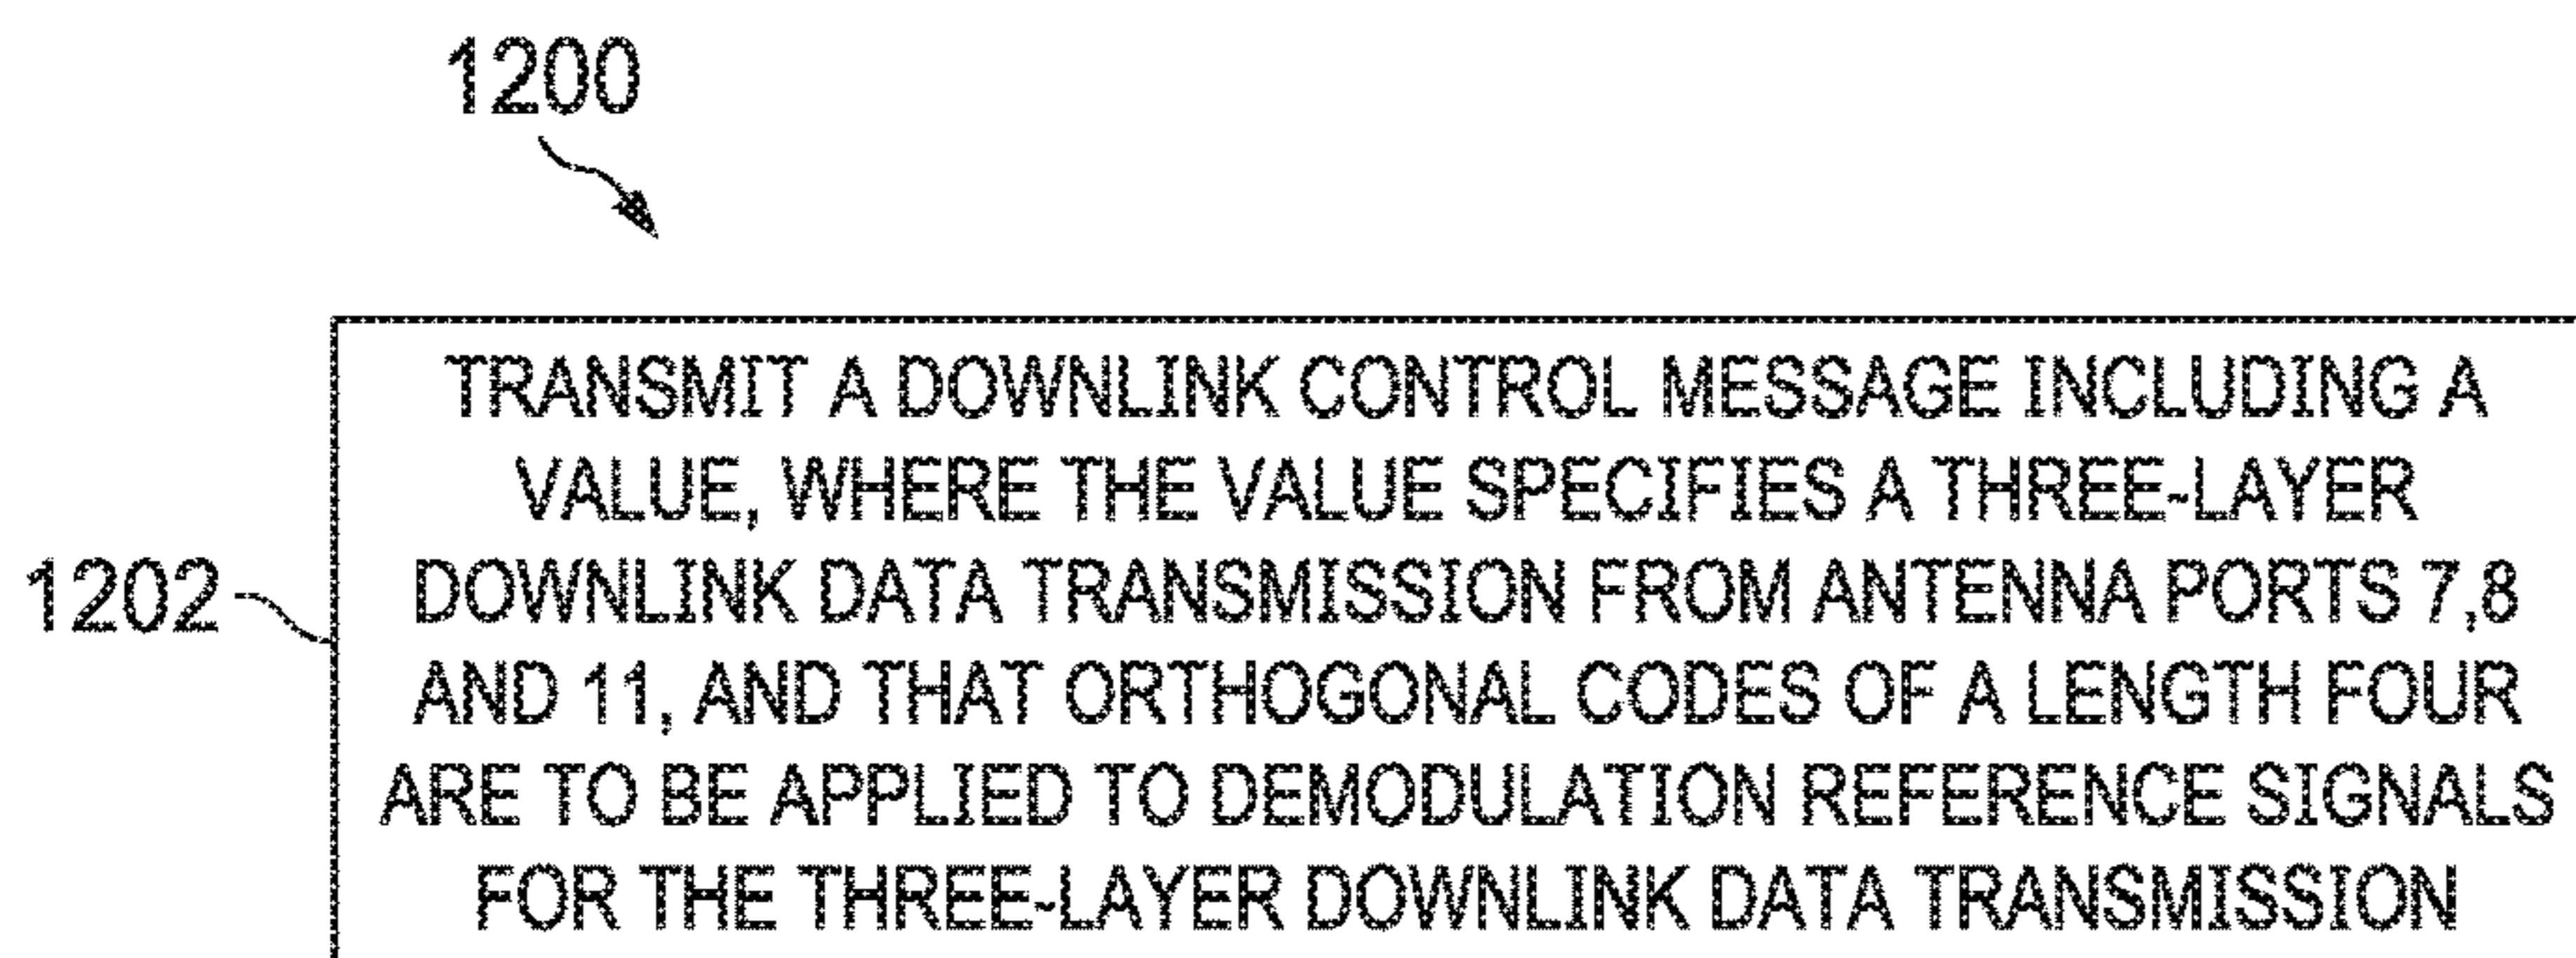 1200
TRANSMIT A DOWNLINK CONTROL MESSAGE INCLUDING A
VALUE, WHERE THE VALUE SPECIFIES A THREE-LAYER
1202 DOWNLINK DATA TRANSMISSION FROM ANTENNA PORTS 7,8
AND 11, AND THAT ORTHOGONAL CODES OF A LENGTH FOUR
ARE TO BE APPLIED TO DEMODULATION REFERENCE SIGNALS
FOR THE THREE-LAYER DOWNLINK DATA TRANSMISSION